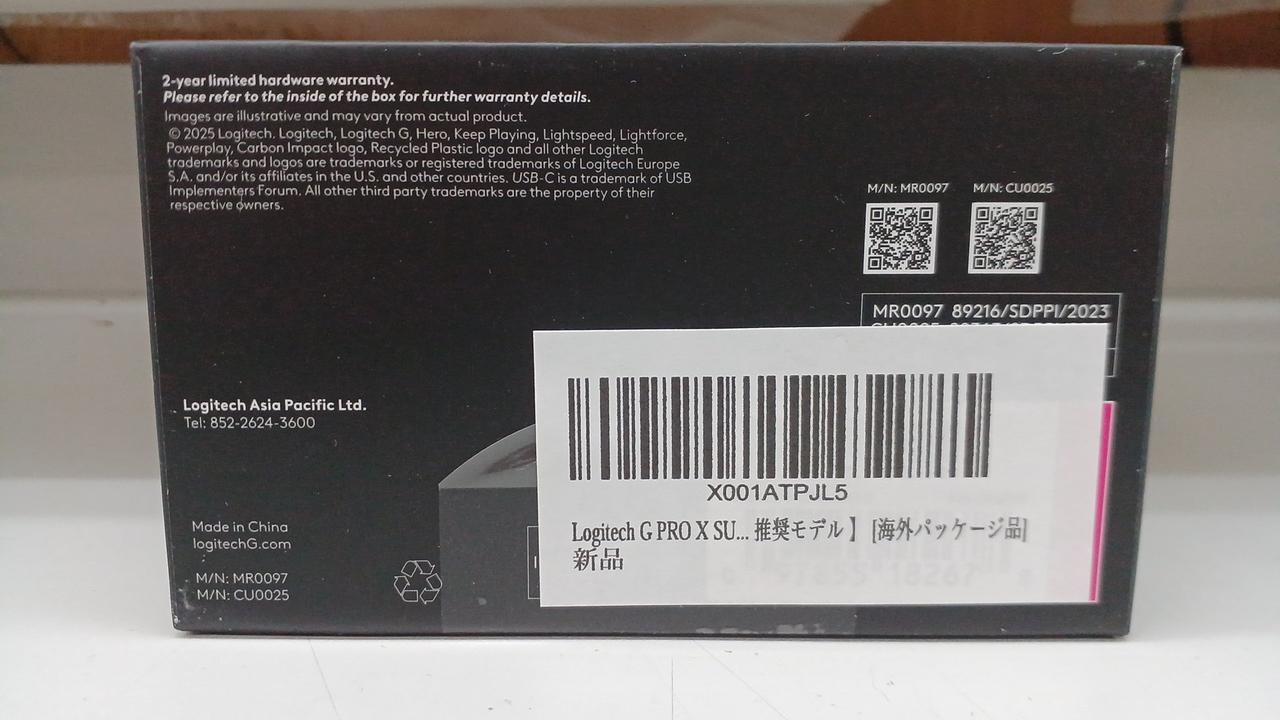 2-year limited hardware warranty.
Please refer to the inside of the box for further warranty details.
Images are illustrative and may vary from actual product.
© 2025 Logitech. Logitech, Logitech G, Hero, Keep Playing, Lightspeed, Lightforce,
Powerplay, Carbon Impact logo, Recycled Plastic logo and all other Logitech
trademarks and logos are trademarks or registered trademarks of Logitech Europe
S.A. and/or its affiliates in the U.S. and other countries. USB-C is a trademark of USB
Implementers Forum. All other third party trademarks are the property of their
respective owners.
M/N: MR0097 M/N: CU0025
MR0097 89216/SDPPI/2023
Logitech Asia Pacific Ltd.
Tel: 852-2624-3600
X001ATPJL5
Logitech G PRO X SU... 推奨モデル】 [海外パッケージ品]
新品
Made in China
logitechG.com
M/N: MR0097
M/N: CU0025